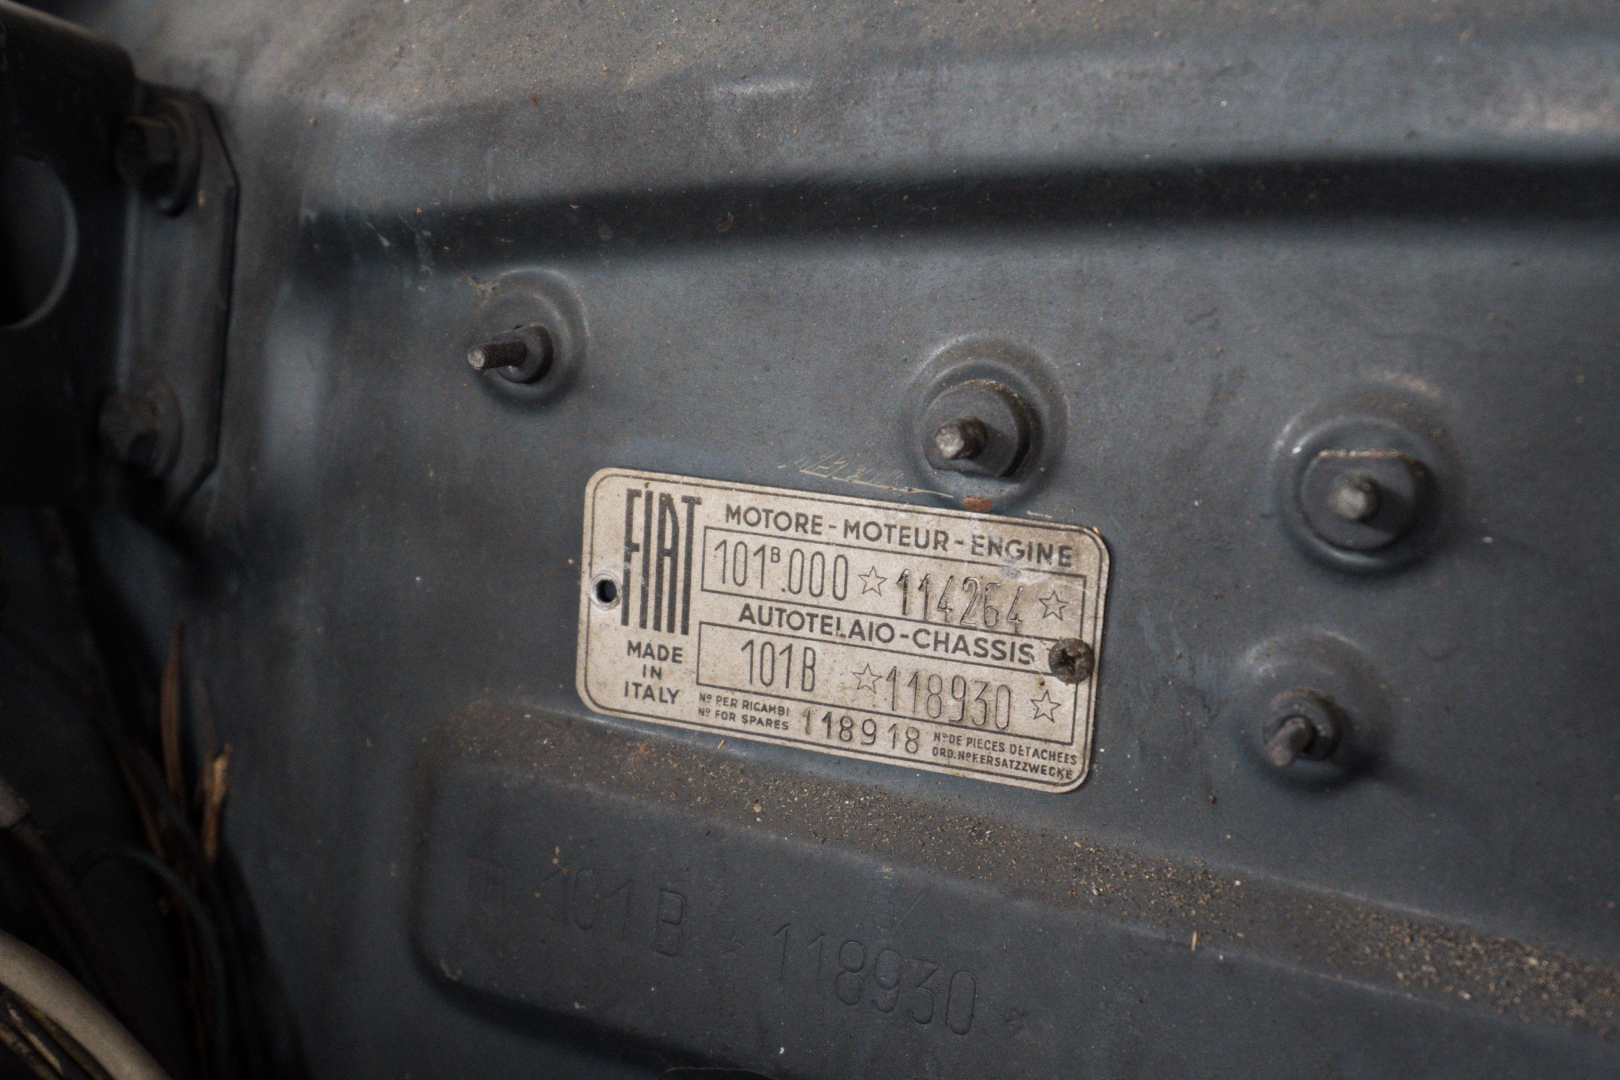 FIAT
MOTORE-MOTEUR-ENGINE
101ᴮ.000 ☆ 114264 ☆
AUTOTELAIO-CHASSIS
101B ☆ 118930 ☆
MADE
IN
ITALY
Nº PER RICAMBI
Nº FOR SPARES
118918
Nº DE PIECES DETACHEES
ORD. Nº F. ERSATZZWECKE
101 B 118930